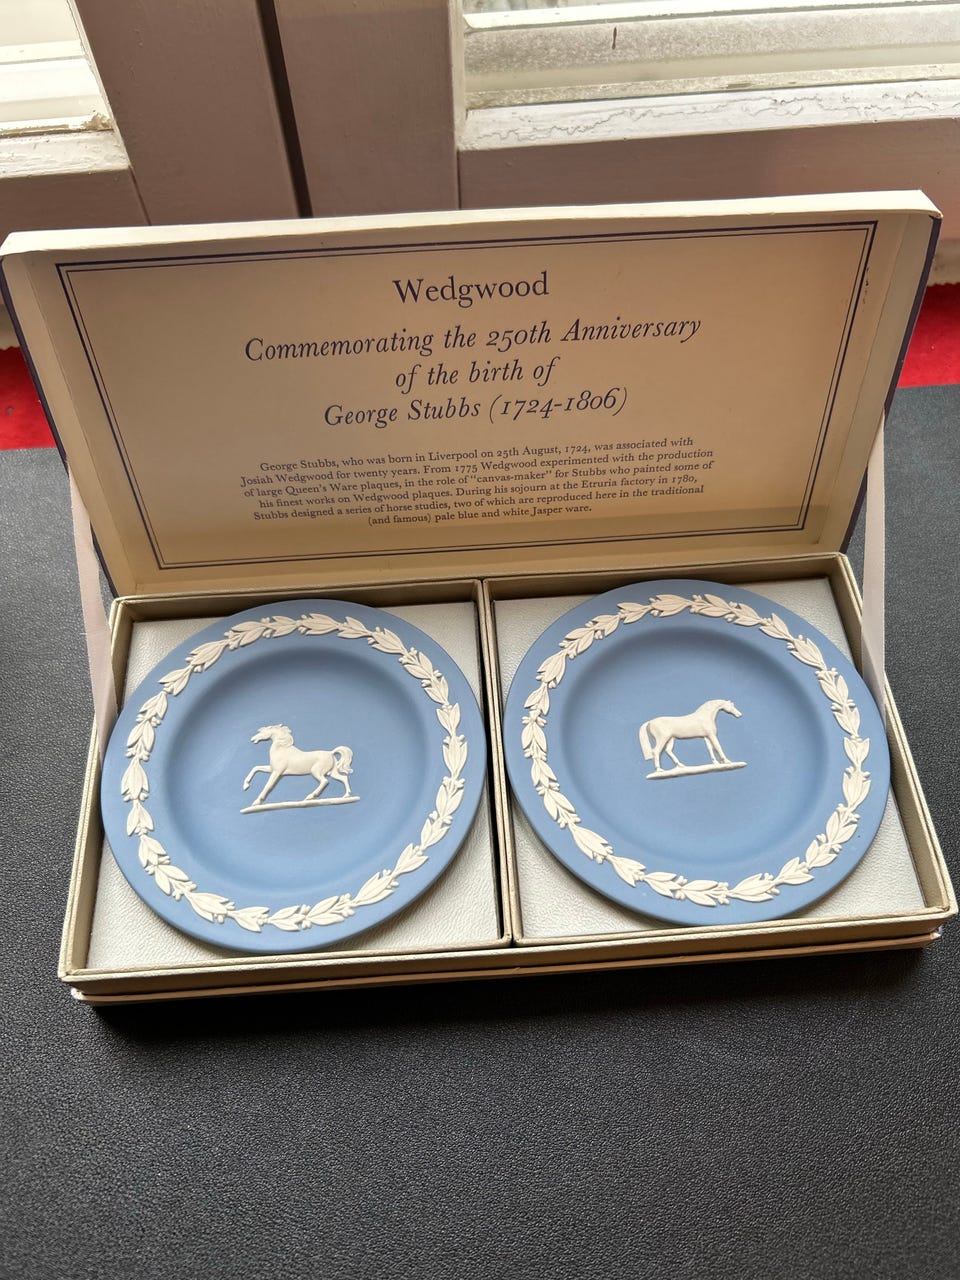 Wedgwood
Commemorating the 250th Anniversary
of the birth of
George Stubbs (1724-1806)
George Stubbs, who was born in Liverpool on 25th August, 1724, was associated with
Josiah Wedgwood for twenty years. From 1775 Wedgwood experimented with the production
of large Queen's Ware plaques, in the role of "canvas-maker" for Stubbs who painted some of
his finest works on Wedgwood plaques. During his sojourn at the Etruria factory in 1780,
Stubbs designed a series of horse studies, two of which are reproduced here in the traditional
(and famous) pale blue and white Jasper ware.